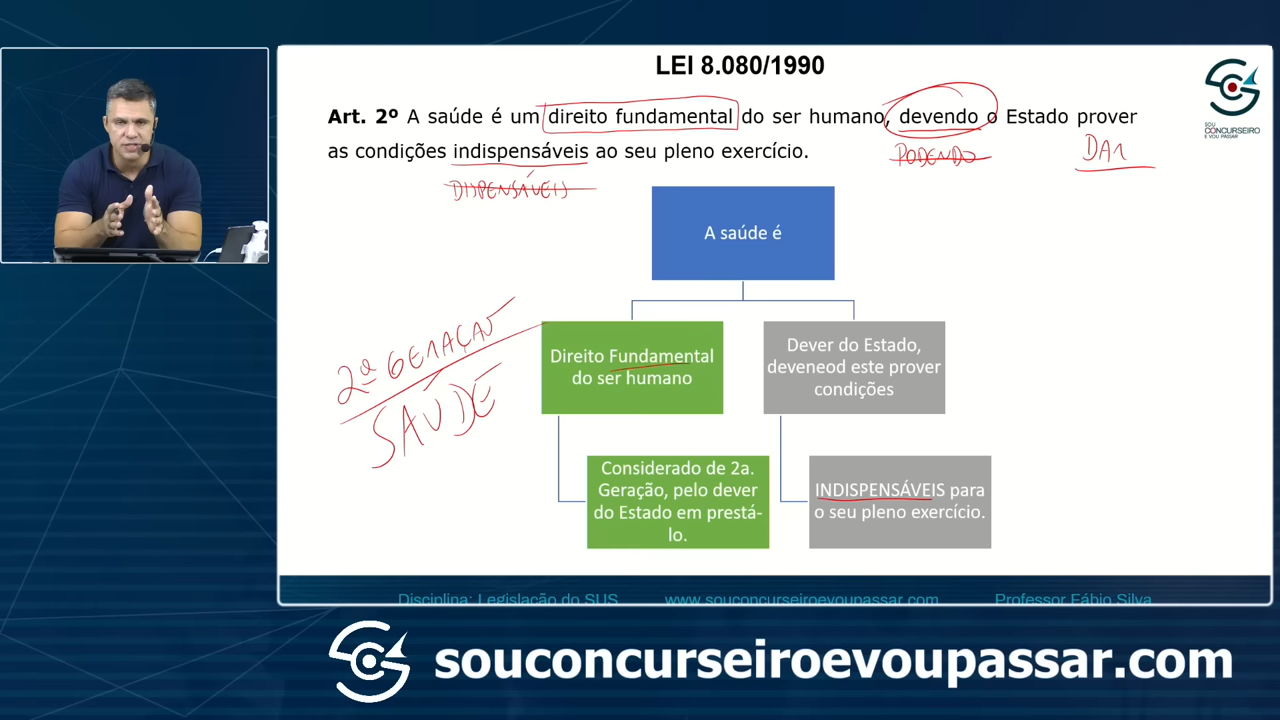 LEI 8.080/1990
Art. 2º A saúde é um direito fundamental do ser humano, devendo o Estado prover
as condições indispensáveis ao seu pleno exercício.
PODENDO
DAR
DISPENSÁVEIS
A saúde é
2ª GERAÇÃO
SAÚDE
Direito Fundamental
do ser humano
Dever do Estado,
deveneod este prover
condições
Considerado de 2a.
Geração, pelo dever
do Estado em prestá-
lo.
INDISPENSÁVEIS para
o seu pleno exercício.
SOU
CONCURSEIRO
E VOU PASSAR
Disciplina: Legislação do SUS www.souconcurseiroevoupassar.com Professor Fábio Silva
souconcurseiroevoupassar.com